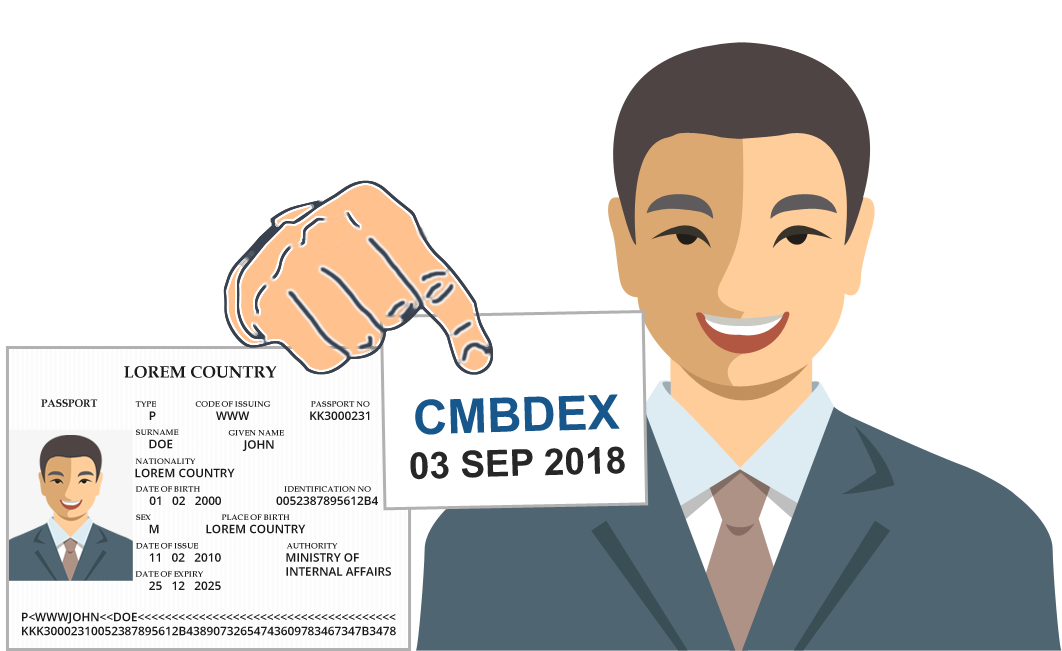 LOREM COUNTRY
PASSPORT
TYPE CODE OF ISSUING PASSPORT NO
P WWW KK3000231
SURNAME GIVEN NAME
DOE JOHN
NATIONALITY
LOREM COUNTRY
DATE OF BIRTH IDENTIFICATION NO
01 02 2000 0052387895612B4
SEX PLACE OF BIRTH
M LOREM COUNTRY
DATE OF ISSUE AUTHORITY
11 02 2010 MINISTRY OF
INTERNAL AFFAIRS
DATE OF EXPIRY
25 12 2025
P<WWWJOHN<<DOE<<<<<<<<<<<<<<<<<<<<<<<<<<<<<<<<<<<<<
KKK30002310052387895612B43890732654743609783467347B3478
CMBDEX
03 SEP 2018